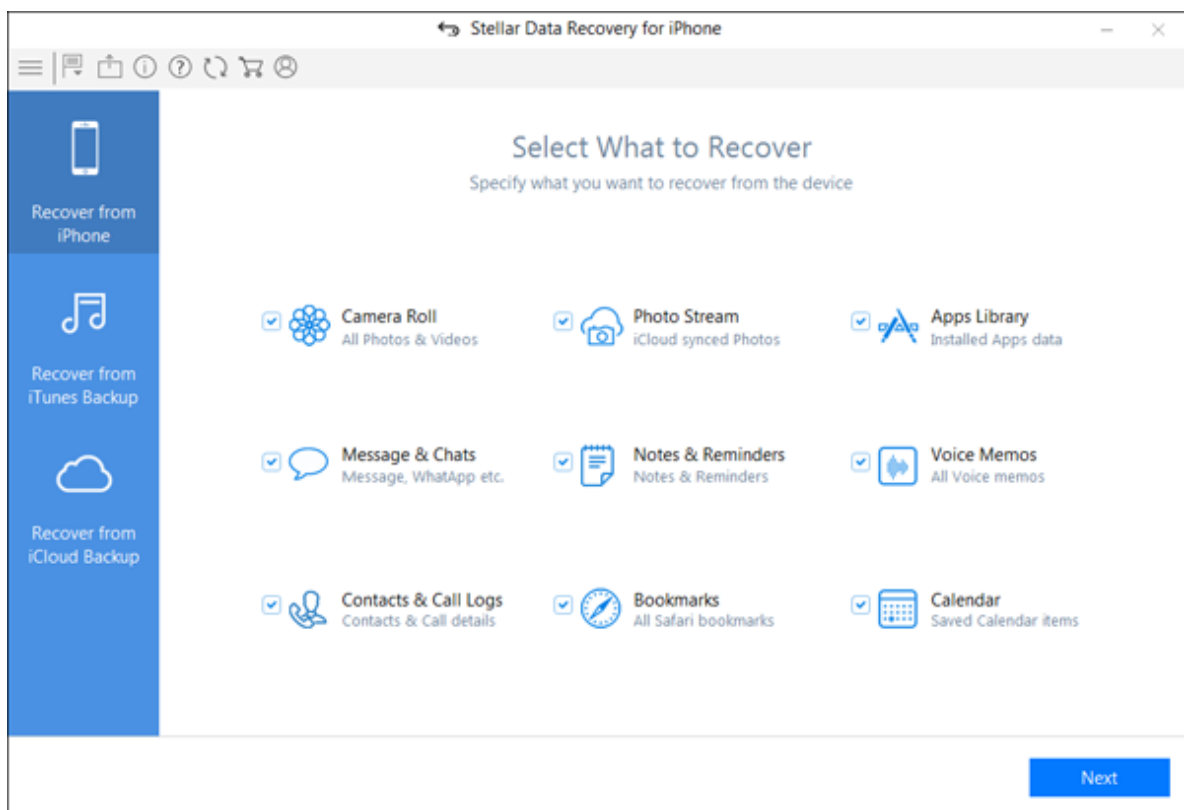 Stellar Data Recovery for iPhone
Recover from
iPhone
Recover from
iTunes Backup
Recover from
iCloud Backup
Select What to Recover
Specify what you want to recover from the device
Camera Roll
All Photos & Videos
Photo Stream
iCloud synced Photos
Apps Library
Installed Apps data
Message & Chats
Message, WhatApp etc.
Notes & Reminders
Notes & Reminders
Voice Memos
All Voice memos
Contacts & Call Logs
Contacts & Call details
Bookmarks
All Safari bookmarks
Calendar
Saved Calendar items
Next